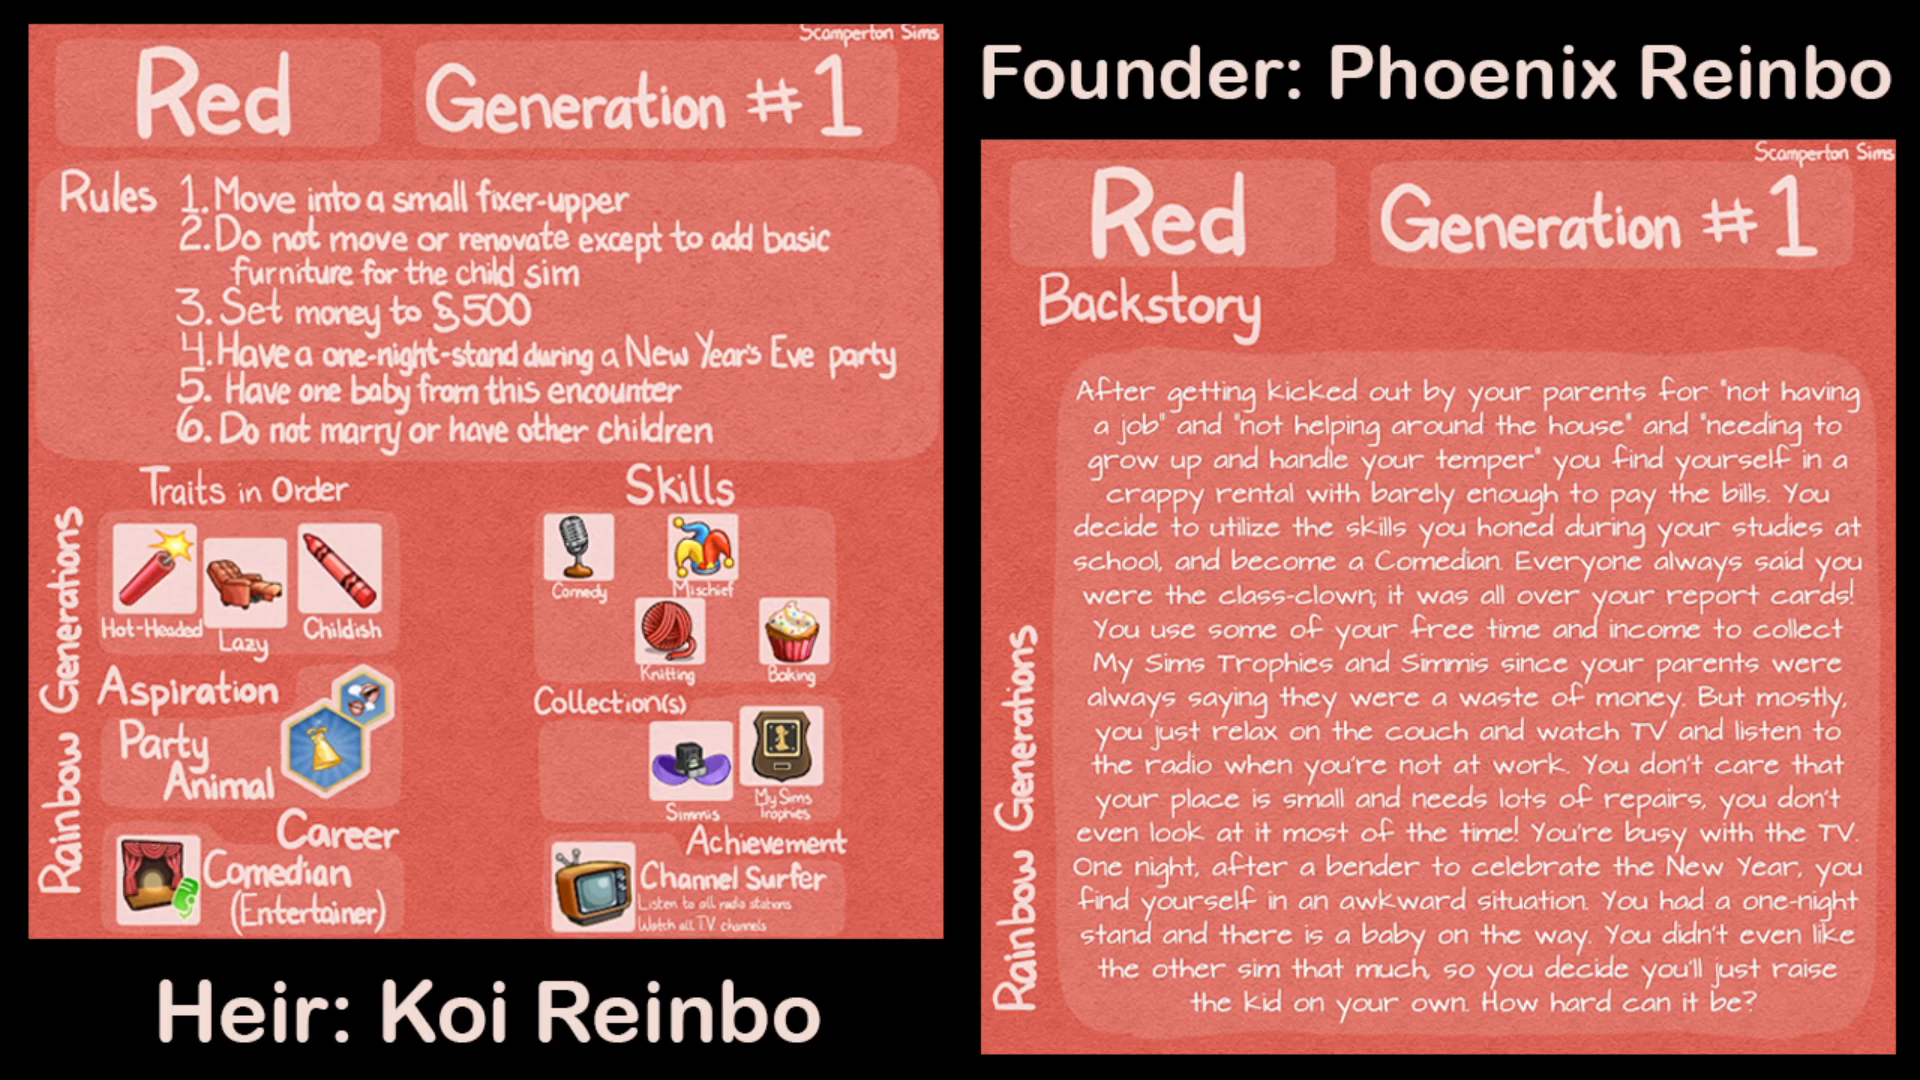 Scamperton Sims
Red
Generation #1
Rules
1. Move into a small fixer-upper
2. Do not move or renovate except to add basic
furniture for the child sim
3. Set money to §500
4. Have a one-night-stand during a New Year's Eve party
5. Have one baby from this encounter
6. Do not marry or have other children
Rainbow Generations
Traits in Order
Hot-Headed
Lazy
Childish
Aspiration
Party
Animal
Career
Comedian
(Entertainer)
Skills
Comedy
Mischief
Knitting
Baking
Collection(s)
Simmis
My Sims
Trophies
Achievement
Channel Surfer
Listen to all radio stations
Watch all TV channels
Heir: Koi Reinbo
Founder: Phoenix Reinbo
Scamperton Sims
Red
Generation #1
Backstory
Rainbow Generations
After getting kicked out by your parents for "not having
a job" and "not helping around the house" and "needing to
grow up and handle your temper" you find yourself in a
crappy rental with barely enough to pay the bills. You
decide to utilize the skills you honed during your studies at
school, and become a Comedian. Everyone always said you
were the class-clown; it was all over your report cards!
You use some of your free time and income to collect
My Sims Trophies and Simmis since your parents were
always saying they were a waste of money. But mostly,
you just relax on the couch and watch TV and listen to
the radio when you're not at work. You don't care that
your place is small and needs lots of repairs, you don't
even look at it most of the time! You're busy with the TV.
One night, after a bender to celebrate the New Year, you
find yourself in an awkward situation. You had a one-night
stand and there is a baby on the way. You didn't even like
the other sim that much, so you decide you'll just raise
the kid on your own. How hard can it be?